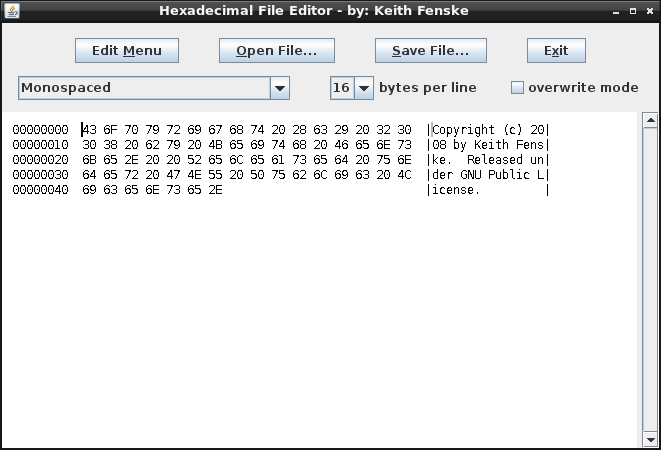 Hexadecimal File Editor - by: Keith Fenske
Edit Menu Open File... Save File... Exit
Monospaced 16 bytes per line overwrite mode
00000000 43 6F 70 79 72 69 67 68 74 20 28 63 29 20 32 30 |Copyright (c) 20|
00000010 30 38 20 62 79 20 4B 65 69 74 68 20 46 65 6E 73 |08 by Keith Fens|
00000020 6B 65 2E 20 20 52 65 6C 65 61 73 65 64 20 75 6E |ke.  Released un|
00000030 64 65 72 20 47 4E 55 20 50 75 62 6C 69 63 20 4C |der GNU Public L|
00000040 69 63 65 6E 73 65 2E |icense.         |